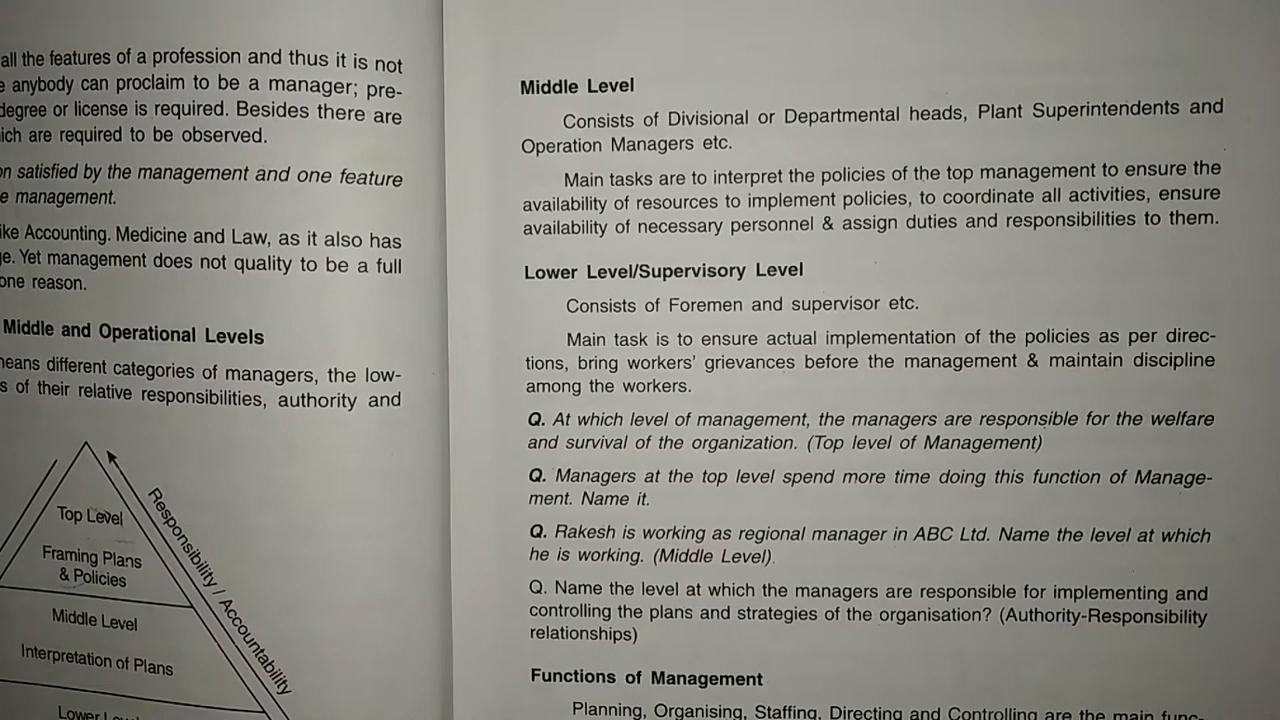 all the features of a profession and thus it is not
anybody can proclaim to be a manager; pre-
degree or license is required. Besides there are
are required to be observed.
satisfied by the management and one feature
management.
Accounting. Medicine and Law, as it also has
Yet management does not quality to be a full
one reason.
Middle and Operational Levels
means different categories of managers, the low-
of their relative responsibilities, authority and
Top Level
Framing Plans
& Policies
Middle Level
Interpretation of Plans
Responsibility / Accountability
Middle Level
Consists of Divisional or Departmental heads, Plant Superintendents and
Operation Managers etc.
Main tasks are to interpret the policies of the top management to ensure the
availability of resources to implement policies, to coordinate all activities, ensure
availability of necessary personnel & assign duties and responsibilities to them.
Lower Level/Supervisory Level
Consists of Foremen and supervisor etc.
Main task is to ensure actual implementation of the policies as per direc-
tions, bring workers' grievances before the management & maintain discipline
among the workers.
Q. At which level of management, the managers are responsible for the welfare
and survival of the organization. (Top level of Management)
Q. Managers at the top level spend more time doing this function of Manage-
ment. Name it.
Q. Rakesh is working as regional manager in ABC Ltd. Name the level at which
he is working. (Middle Level).
Q. Name the level at which the managers are responsible for implementing and
controlling the plans and strategies of the organisation? (Authority-Responsibility
relationships)
Functions of Management
Planning, Organising, Staffing, Directing and Controlling are the main func-